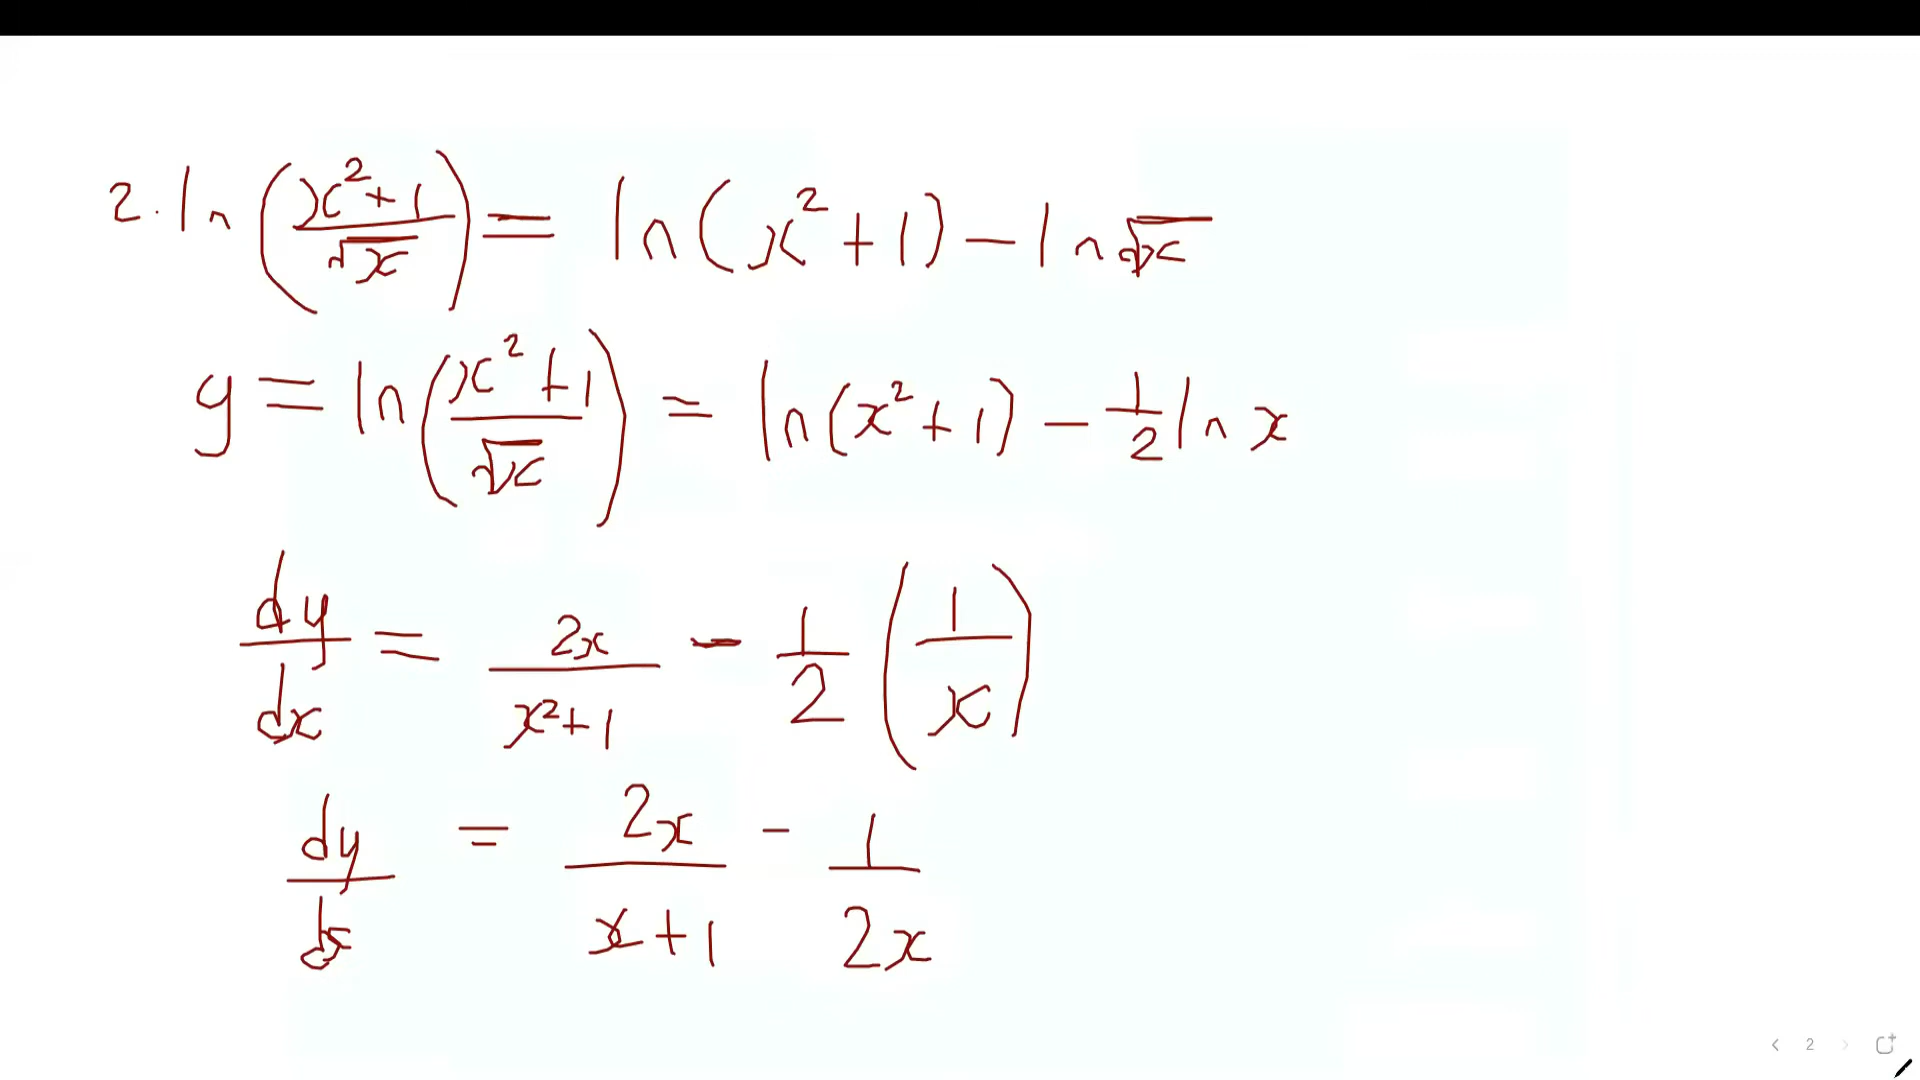 2. ln((x²+1)/√x) = ln(x²+1) − ln√x
y = ln((x²+1)/√x) = ln(x²+1) − 1/2 ln x
dy/dx = 2x/(x²+1) − 1/2 (1/x)
dy/dx = 2x/(x+1) − 1/(2x)
2